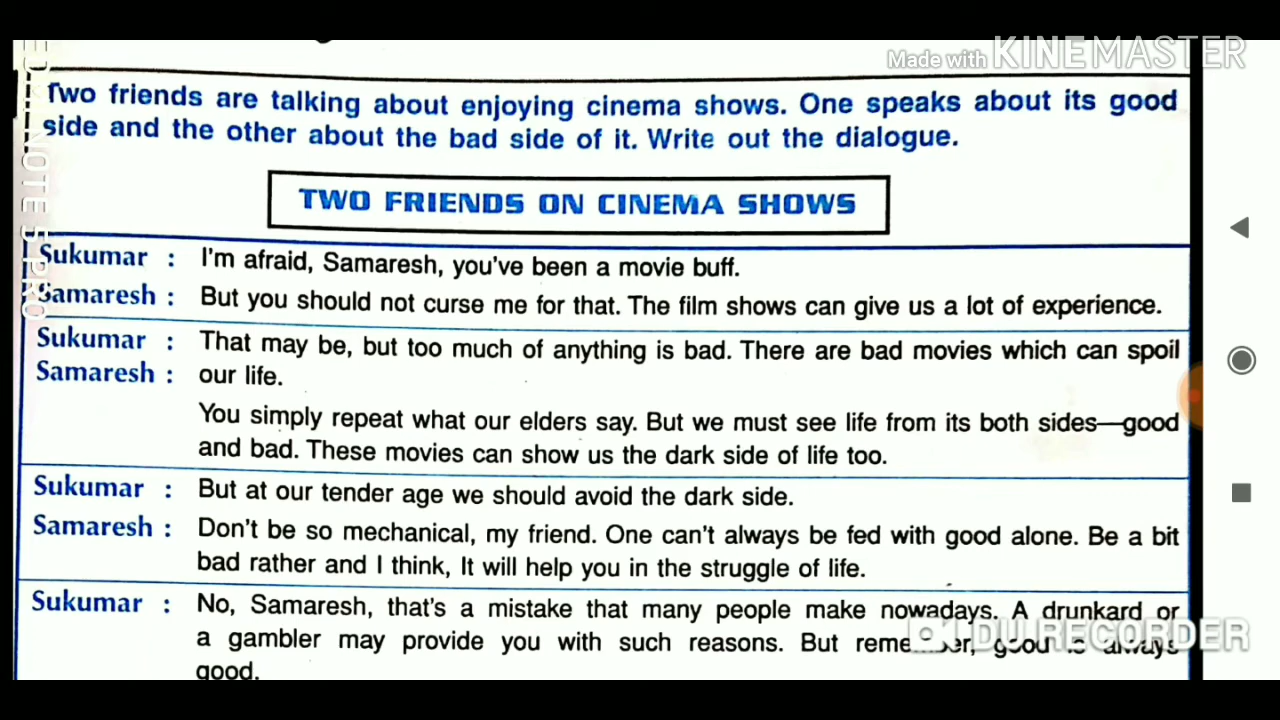 Made with KINEMASTER
Two friends are talking about enjoying cinema shows. One speaks about its good
side and the other about the bad side of it. Write out the dialogue.
TWO FRIENDS ON CINEMA SHOWS
Sukumar : I'm afraid, Samaresh, you've been a movie buff.
Samaresh : But you should not curse me for that. The film shows can give us a lot of experience.
Sukumar : That may be, but too much of anything is bad. There are bad movies which can spoil
Samaresh : our life.
You simply repeat what our elders say. But we must see life from its both sides—good
and bad. These movies can show us the dark side of life too.
Sukumar : But at our tender age we should avoid the dark side.
Samaresh : Don't be so mechanical, my friend. One can't always be fed with good alone. Be a bit
bad rather and I think, It will help you in the struggle of life.
Sukumar : No, Samaresh, that's a mistake that many people make nowadays. A drunkard or
a gambler may provide you with such reasons. But remember, good is always
good.
NOTE 5 PRO
DU RECORDER